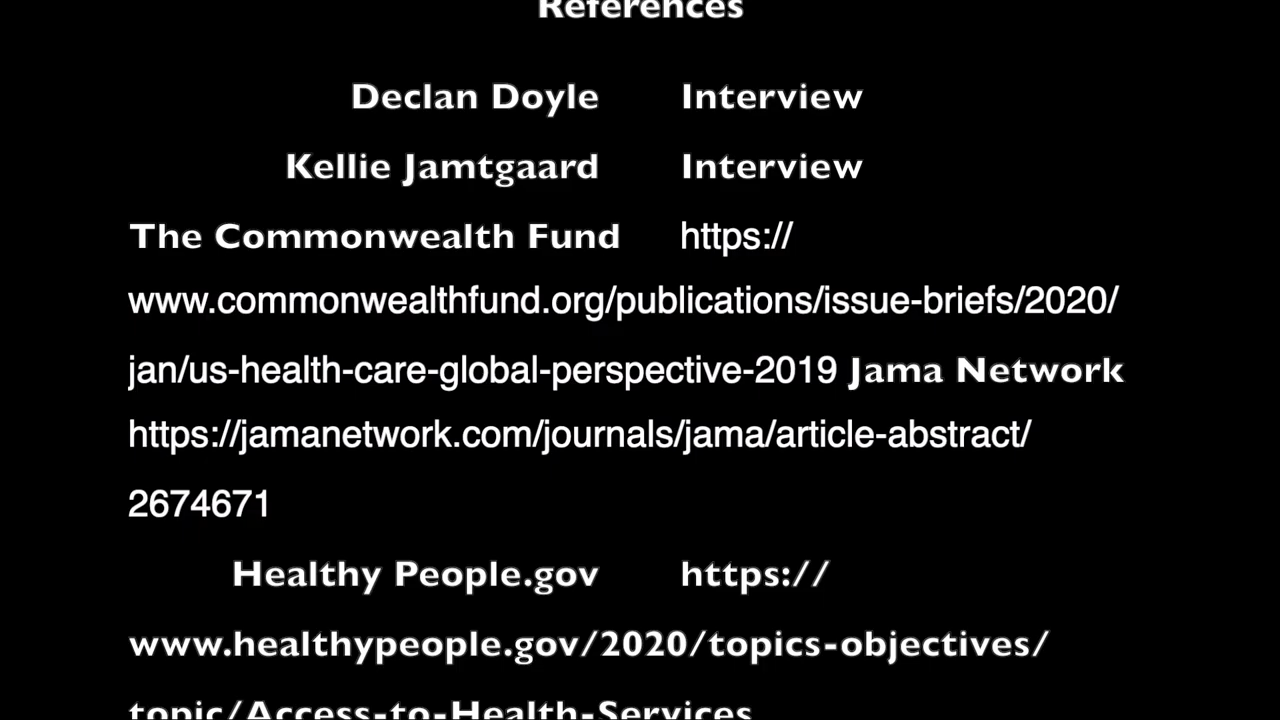 References
Declan Doyle Interview
Kellie Jamtgaard Interview
The Commonwealth Fund https://
www.commonwealthfund.org/publications/issue-briefs/2020/
jan/us-health-care-global-perspective-2019 Jama Network
https://jamanetwork.com/journals/jama/article-abstract/
2674671
Healthy People.gov https://
www.healthypeople.gov/2020/topics-objectives/
topic/Access-to-Health-Services